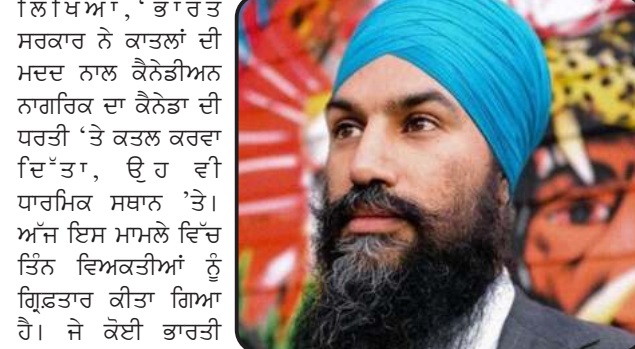 ਲਿਖਿਆ, ‘ਭਾਰਤ
ਸਰਕਾਰ ਨੇ ਕਾਤਲਾਂ ਦੀ
ਮਦਦ ਨਾਲ ਕੈਨੇਡੀਅਨ
ਨਾਗਰਿਕ ਦਾ ਕੈਨੇਡਾ ਦੀ
ਧਰਤੀ ‘ਤੇ ਕਤਲ ਕਰਵਾ
ਦਿੱਤਾ, ਉਹ ਵੀ
ਧਾਰਮਿਕ ਸਥਾਨ ’ਤੇ।
ਅੱਜ ਇਸ ਮਾਮਲੇ ਵਿੱਚ
ਤਿੰਨ ਵਿਅਕਤੀਆਂ ਨੂੰ
ਗ੍ਰਿਫ਼ਤਾਰ ਕੀਤਾ ਗਿਆ
ਹੈ। ਜੇ ਕੋਈ ਭਾਰਤੀ